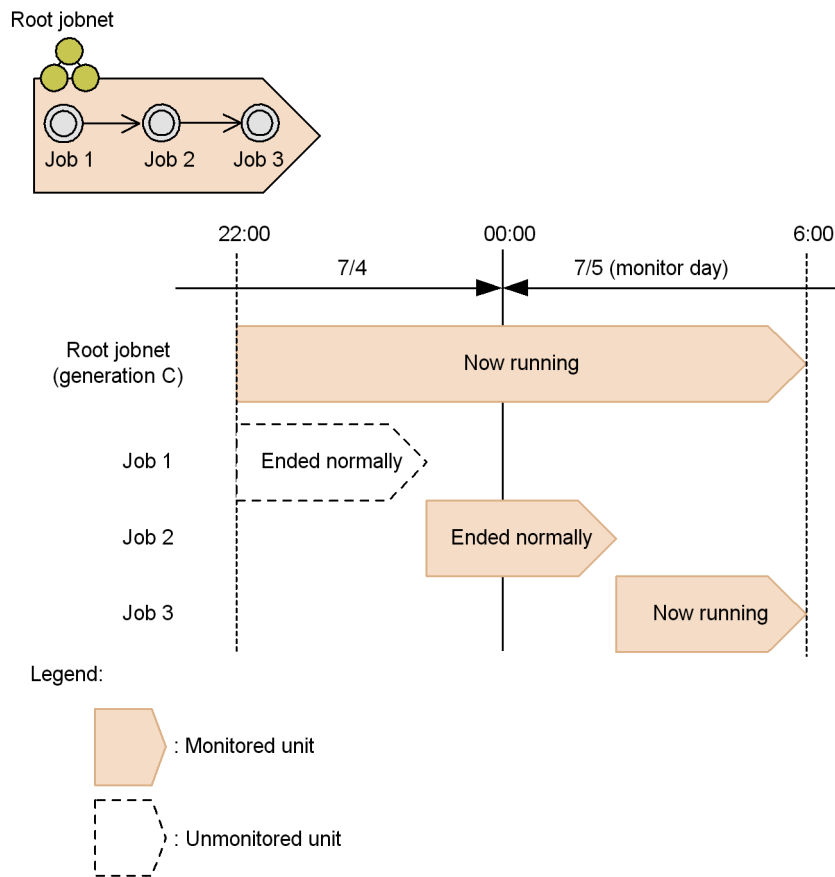 Root jobnet
Job 1
Job 2
Job 3
22:00
00:00
6:00
7/4
7/5 (monitor day)
Root jobnet
(generation C)
Now running
Job 1
Ended normally
Job 2
Ended normally
Job 3
Now running
Legend:
: Monitored unit
: Unmonitored unit